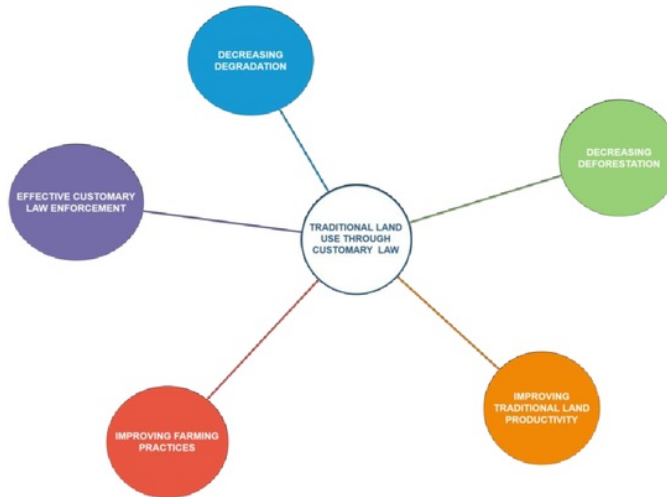 DECREASING
DEGRADATION
DECREASING
DEFORESTATION
EFFECTIVE CUSTOMARY
LAW ENFORCEMENT
TRADITIONAL LAND
USE THROUGH
CUSTOMARY LAW
IMPROVING
TRADITIONAL LAND
PRODUCTIVITY
IMPROVING FARMING
PRACTICES